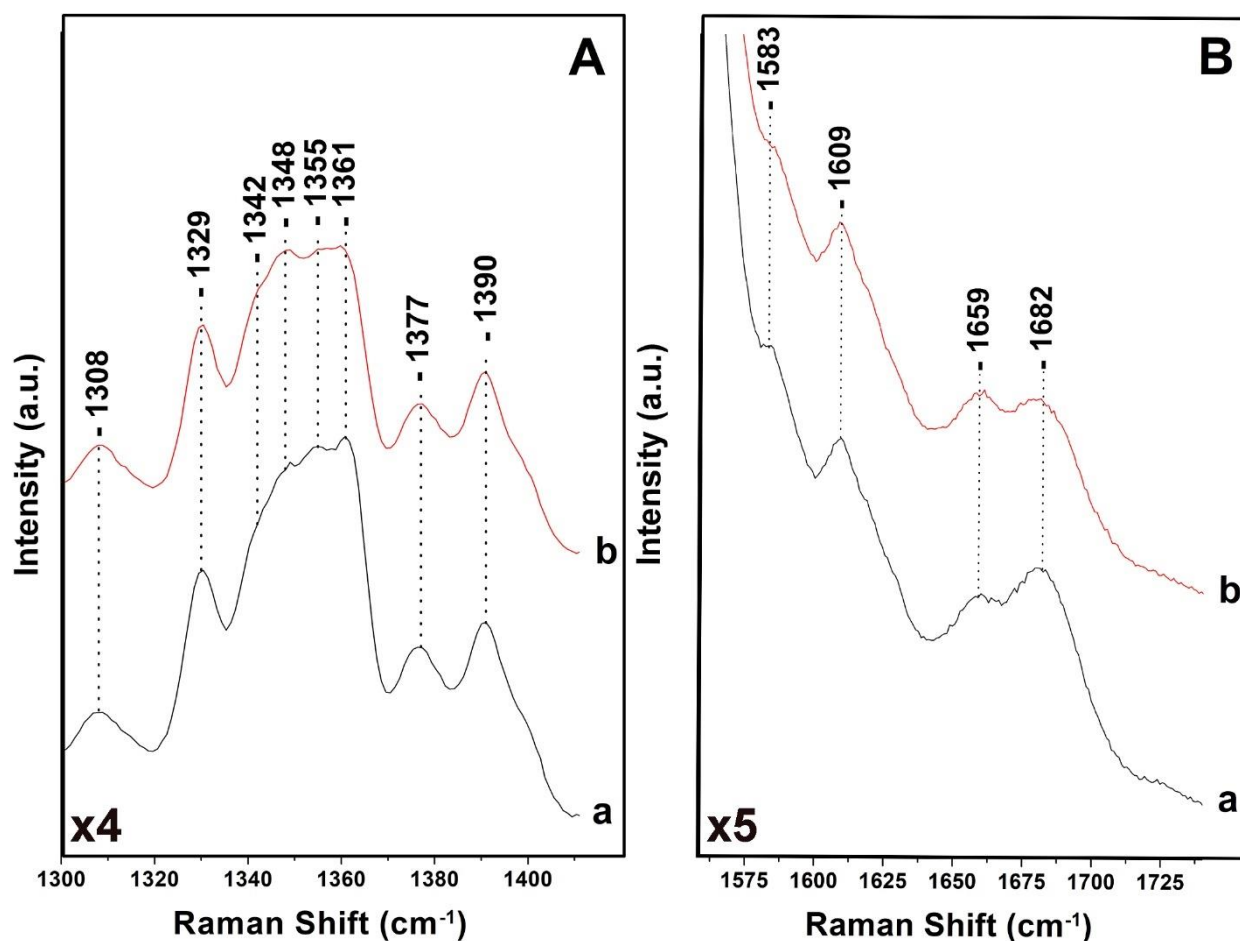 A
1308
1329
1342
1348
1355
1361
1377
1390
b
a
x4
Intensity (a.u.)
1300 1320 1340 1360 1380 1400
Raman Shift (cm⁻¹)
B
1583
1609
1659
1682
b
a
x5
Intensity (a.u.)
1575 1600 1625 1650 1675 1700 1725
Raman Shift (cm⁻¹)